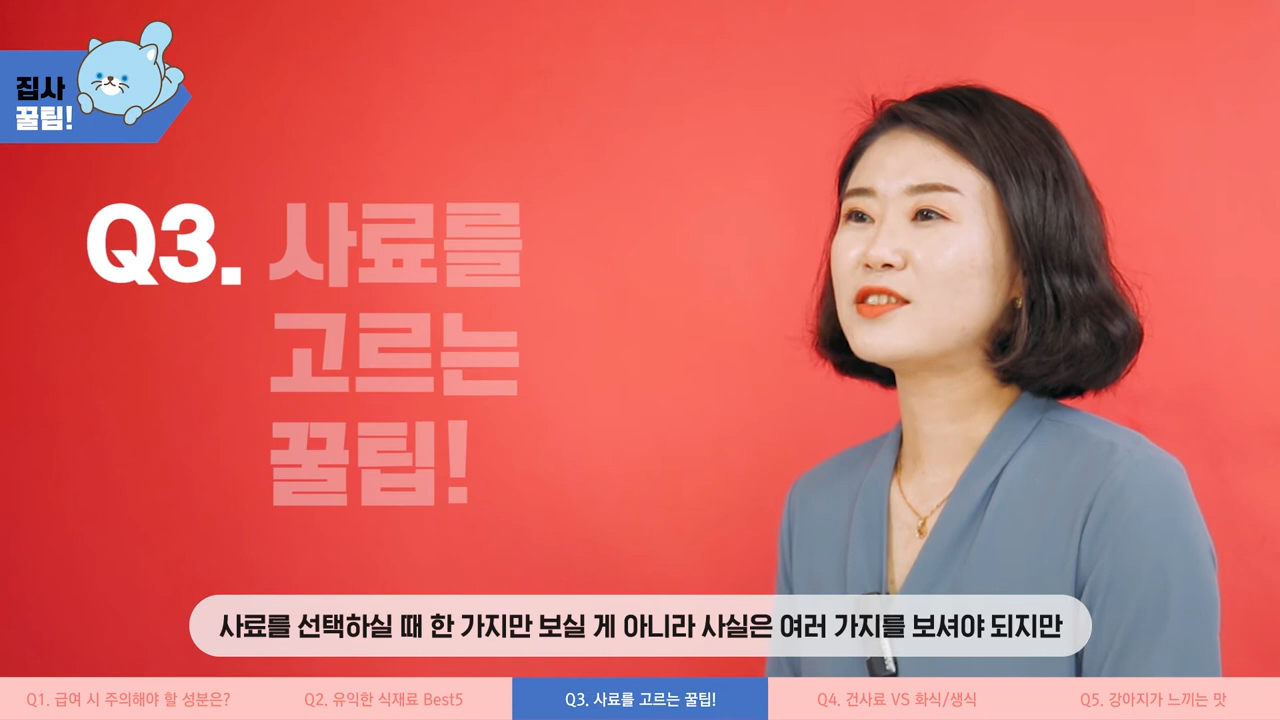 집사
꿀팁!
Q3. 사료를
고르는
꿀팁!
사료를 선택하실 때 한 가지만 보실 게 아니라 사실은 여러 가지를 보셔야 되지만
Q1. 급여 시 주의해야 할 성분은?
Q2. 유익한 식재료 Best5
Q3. 사료를 고르는 꿀팁!
Q4. 건사료 VS 화식/생식
Q5. 강아지가 느끼는 맛